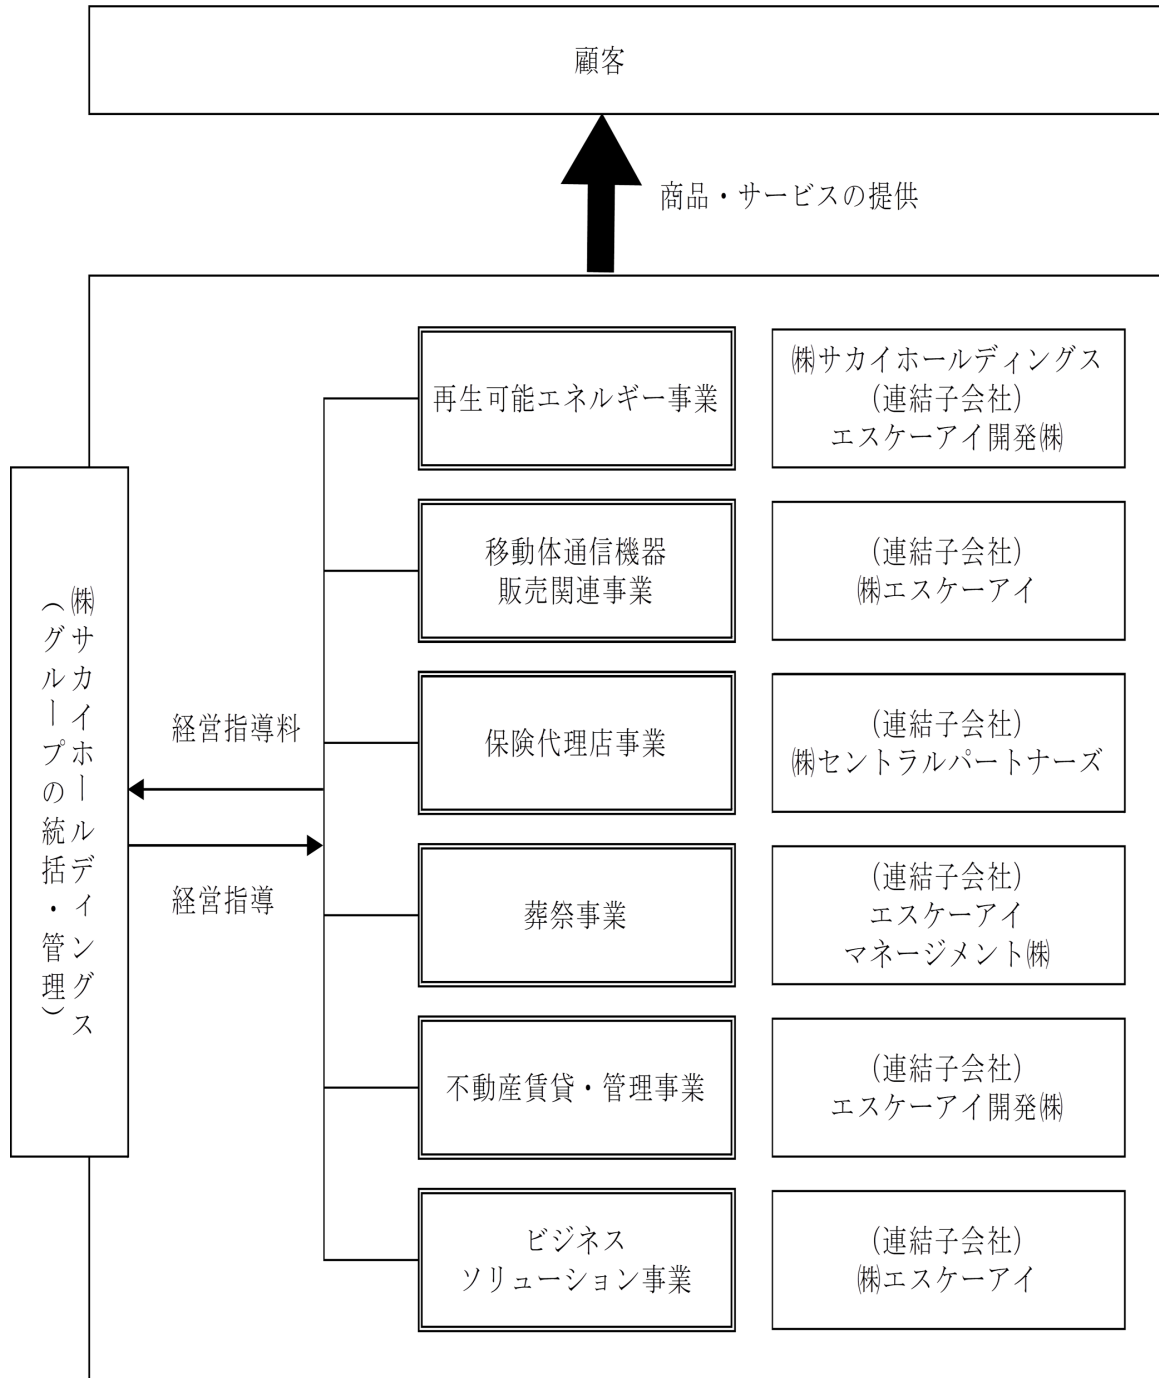 顧客
商品・サービスの提供
㈱サカイホールディングス
（グループの統括・管理）
経営指導料
経営指導
再生可能エネルギー事業
㈱サカイホールディングス
(連結子会社)
エスケーアイ開発㈱
移動体通信機器
販売関連事業
(連結子会社)
㈱エスケーアイ
保険代理店事業
(連結子会社)
㈱セントラルパートナーズ
葬祭事業
(連結子会社)
エスケーアイ
マネージメント㈱
不動産賃貸・管理事業
(連結子会社)
エスケーアイ開発㈱
ビジネス
ソリューション事業
(連結子会社)
㈱エスケーアイ